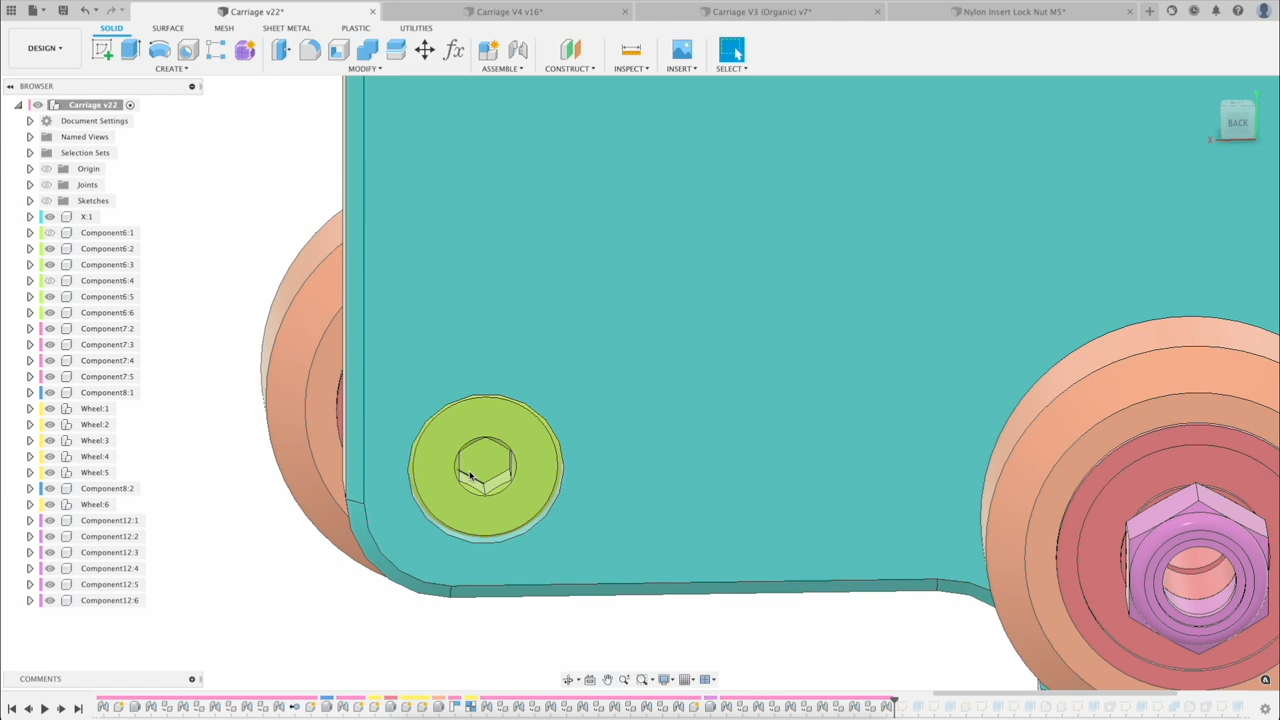 Carriage v22*
Carriage V4 v16*
Carriage V3 (Organic) v7*
Nylon Insert Lock Nut M5*
SOLID
SURFACE
MESH
SHEET METAL
PLASTIC
UTILITIES
DESIGN
CREATE
MODIFY
ASSEMBLE
CONSTRUCT
INSPECT
INSERT
SELECT
BROWSER
Carriage v22
Document Settings
Named Views
Selection Sets
Origin
Joints
Sketches
X:1
Component6:1
Component6:2
Component6:3
Component6:4
Component6:5
Component6:6
Component7:2
Component7:3
Component7:4
Component7:5
Component8:1
Wheel:1
Wheel:2
Wheel:3
Wheel:4
Wheel:5
Component8:2
Wheel:6
Component12:1
Component12:2
Component12:3
Component12:4
Component12:5
Component12:6
Y
BACK
X
COMMENTS